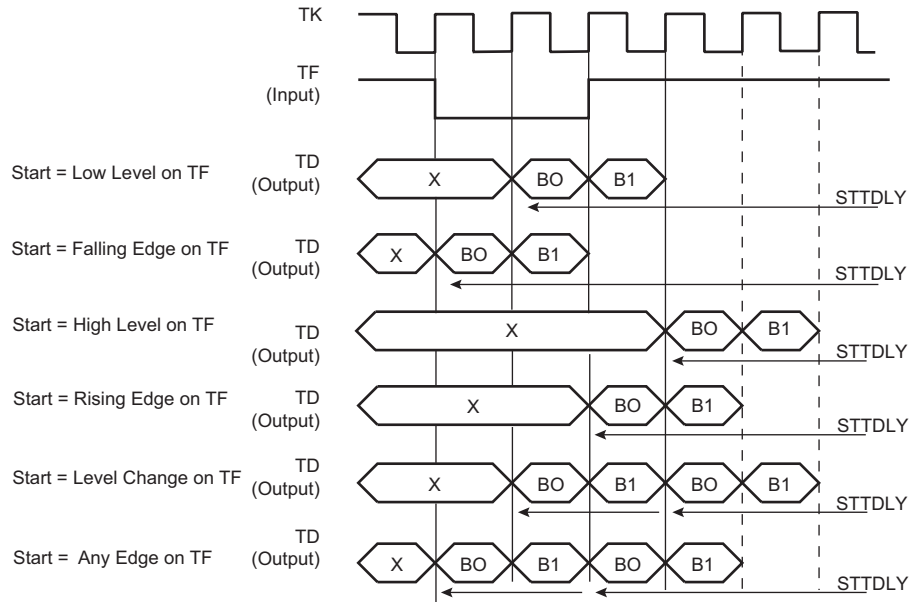 TK
TF
(Input)
Start = Low Level on TF
TD
(Output)
X
BO
B1
STTDLY
Start = Falling Edge on TF
TD
(Output)
X
BO
B1
STTDLY
Start = High Level on TF
TD
(Output)
X
BO
B1
STTDLY
Start = Rising Edge on TF
TD
(Output)
X
BO
B1
STTDLY
Start = Level Change on TF
TD
(Output)
X
BO
B1
BO
B1
STTDLY
Start = Any Edge on TF
TD
(Output)
X
BO
B1
BO
B1
STTDLY